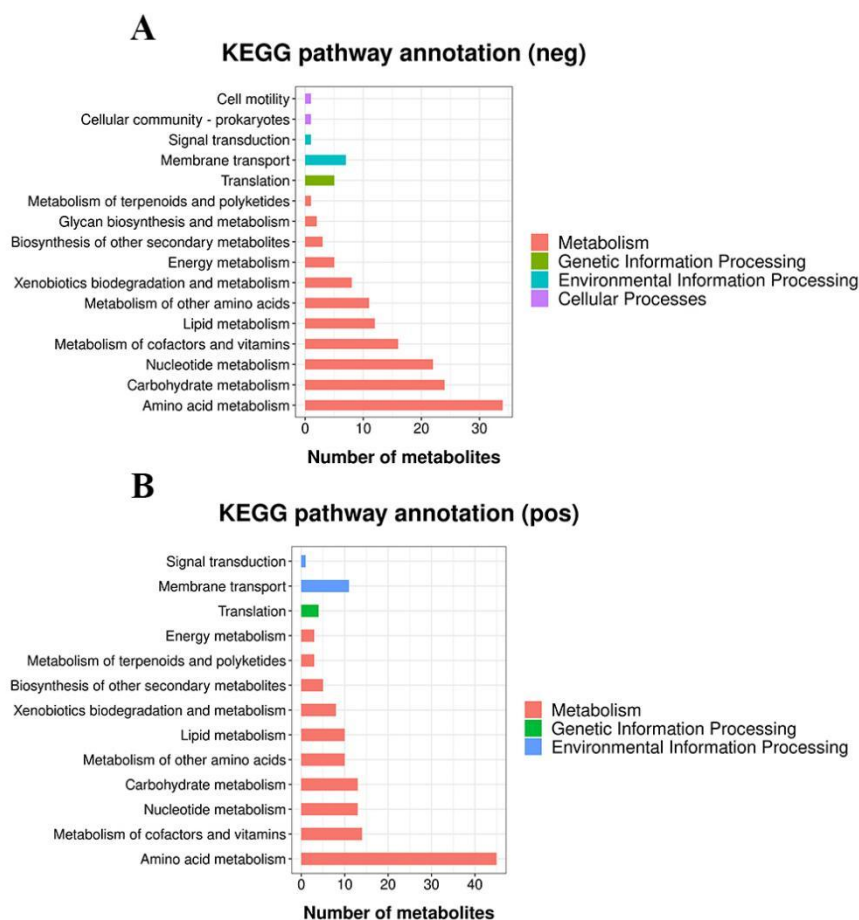 A
KEGG pathway annotation (neg)
Cell motility
Cellular community - prokaryotes
Signal transduction
Membrane transport
Translation
Metabolism of terpenoids and polyketides
Glycan biosynthesis and metabolism
Biosynthesis of other secondary metabolites
Energy metabolism
Xenobiotics biodegradation and metabolism
Metabolism of other amino acids
Lipid metabolism
Metabolism of cofactors and vitamins
Nucleotide metabolism
Carbohydrate metabolism
Amino acid metabolism
0 10 20 30
Number of metabolites
Metabolism
Genetic Information Processing
Environmental Information Processing
Cellular Processes
B
KEGG pathway annotation (pos)
Signal transduction
Membrane transport
Translation
Energy metabolism
Metabolism of terpenoids and polyketides
Biosynthesis of other secondary metabolites
Xenobiotics biodegradation and metabolism
Lipid metabolism
Metabolism of other amino acids
Carbohydrate metabolism
Nucleotide metabolism
Metabolism of cofactors and vitamins
Amino acid metabolism
0 10 20 30 40
Number of metabolites
Metabolism
Genetic Information Processing
Environmental Information Processing